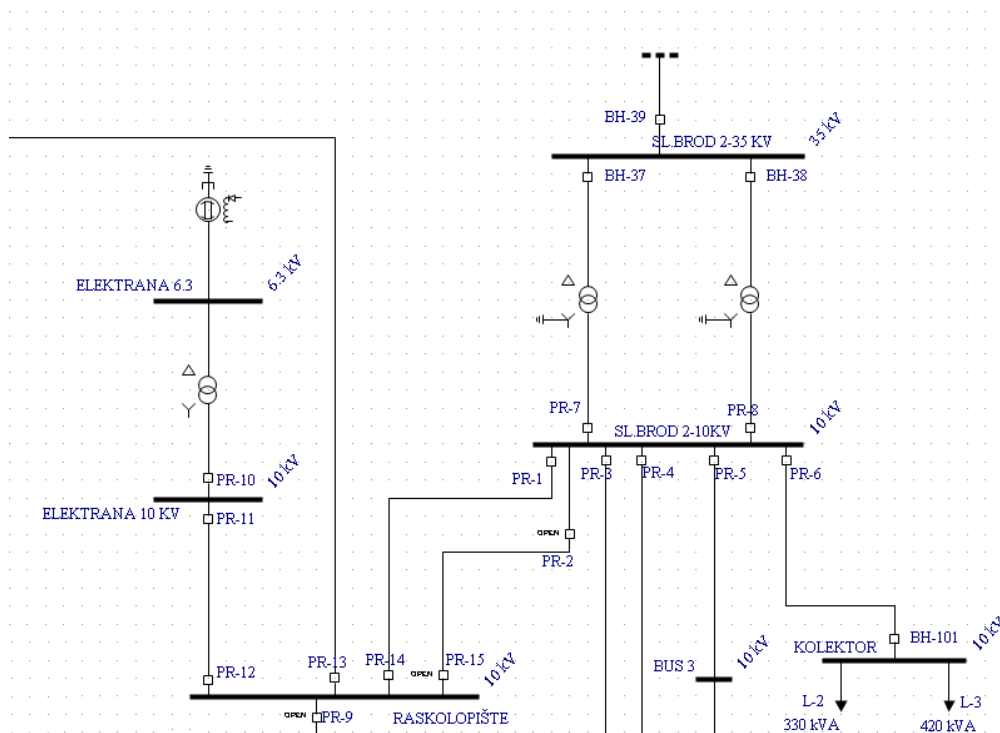 BH-39
SL.BROD 2-35 KV
35 kV
BH-37
BH-38
ELEKTRANA 6.3
6.3 kV
PR-7
PR-8
SL.BROD 2-10KV
10 kV
PR-1
PR-3
PR-4
PR-5
PR-6
PR-10
10 kV
ELEKTRANA 10 KV
PR-11
OPEN
PR-2
KOLEKTOR
BH-101
10 kV
PR-12
PR-13
PR-14
OPEN
PR-15
10 kV
BUS 3
10 kV
L-2
L-3
OPEN
PR-9
RASKOLOPIŠTE
330 kVA
420 kVA